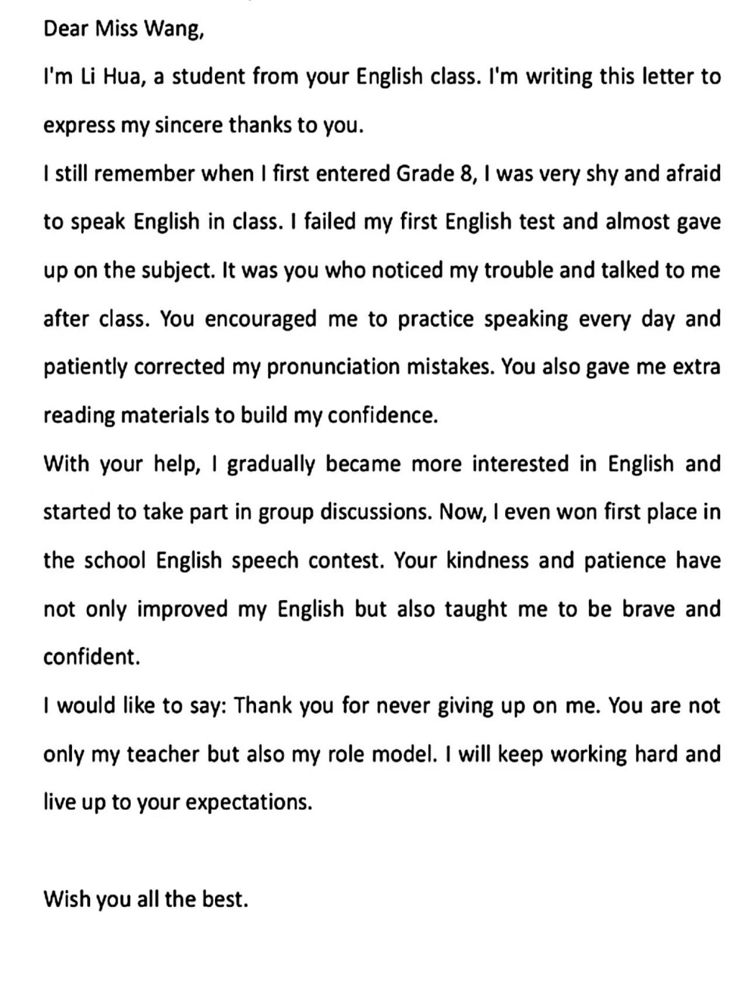 Dear Miss Wang,
I'm Li Hua, a student from your English class. I'm writing this letter to
express my sincere thanks to you.
I still remember when I first entered Grade 8, I was very shy and afraid
to speak English in class. I failed my first English test and almost gave
up on the subject. It was you who noticed my trouble and talked to me
after class. You encouraged me to practice speaking every day and
patiently corrected my pronunciation mistakes. You also gave me extra
reading materials to build my confidence.
With your help, I gradually became more interested in English and
started to take part in group discussions. Now, I even won first place in
the school English speech contest. Your kindness and patience have
not only improved my English but also taught me to be brave and
confident.
I would like to say: Thank you for never giving up on me. You are not
only my teacher but also my role model. I will keep working hard and
live up to your expectations.
Wish you all the best.